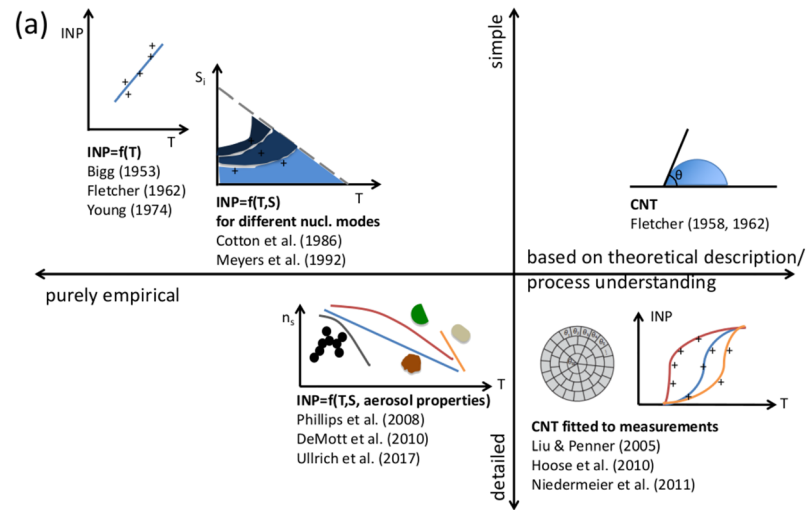 (a)
INP
T
INP=f(T)
Bigg (1953)
Fletcher (1962)
Young (1974)
Si
T
INP=f(T,S)
for different nucl. modes
Cotton et al. (1986)
Meyers et al. (1992)
simple
θ
CNT
Fletcher (1958, 1962)
based on theoretical description/
process understanding
purely empirical
ns
T
INP=f(T,S, aerosol properties)
Phillips et al. (2008)
DeMott et al. (2010)
Ullrich et al. (2017)
detailed
INP
T
CNT fitted to measurements
Liu & Penner (2005)
Hoose et al. (2010)
Niedermeier et al. (2011)